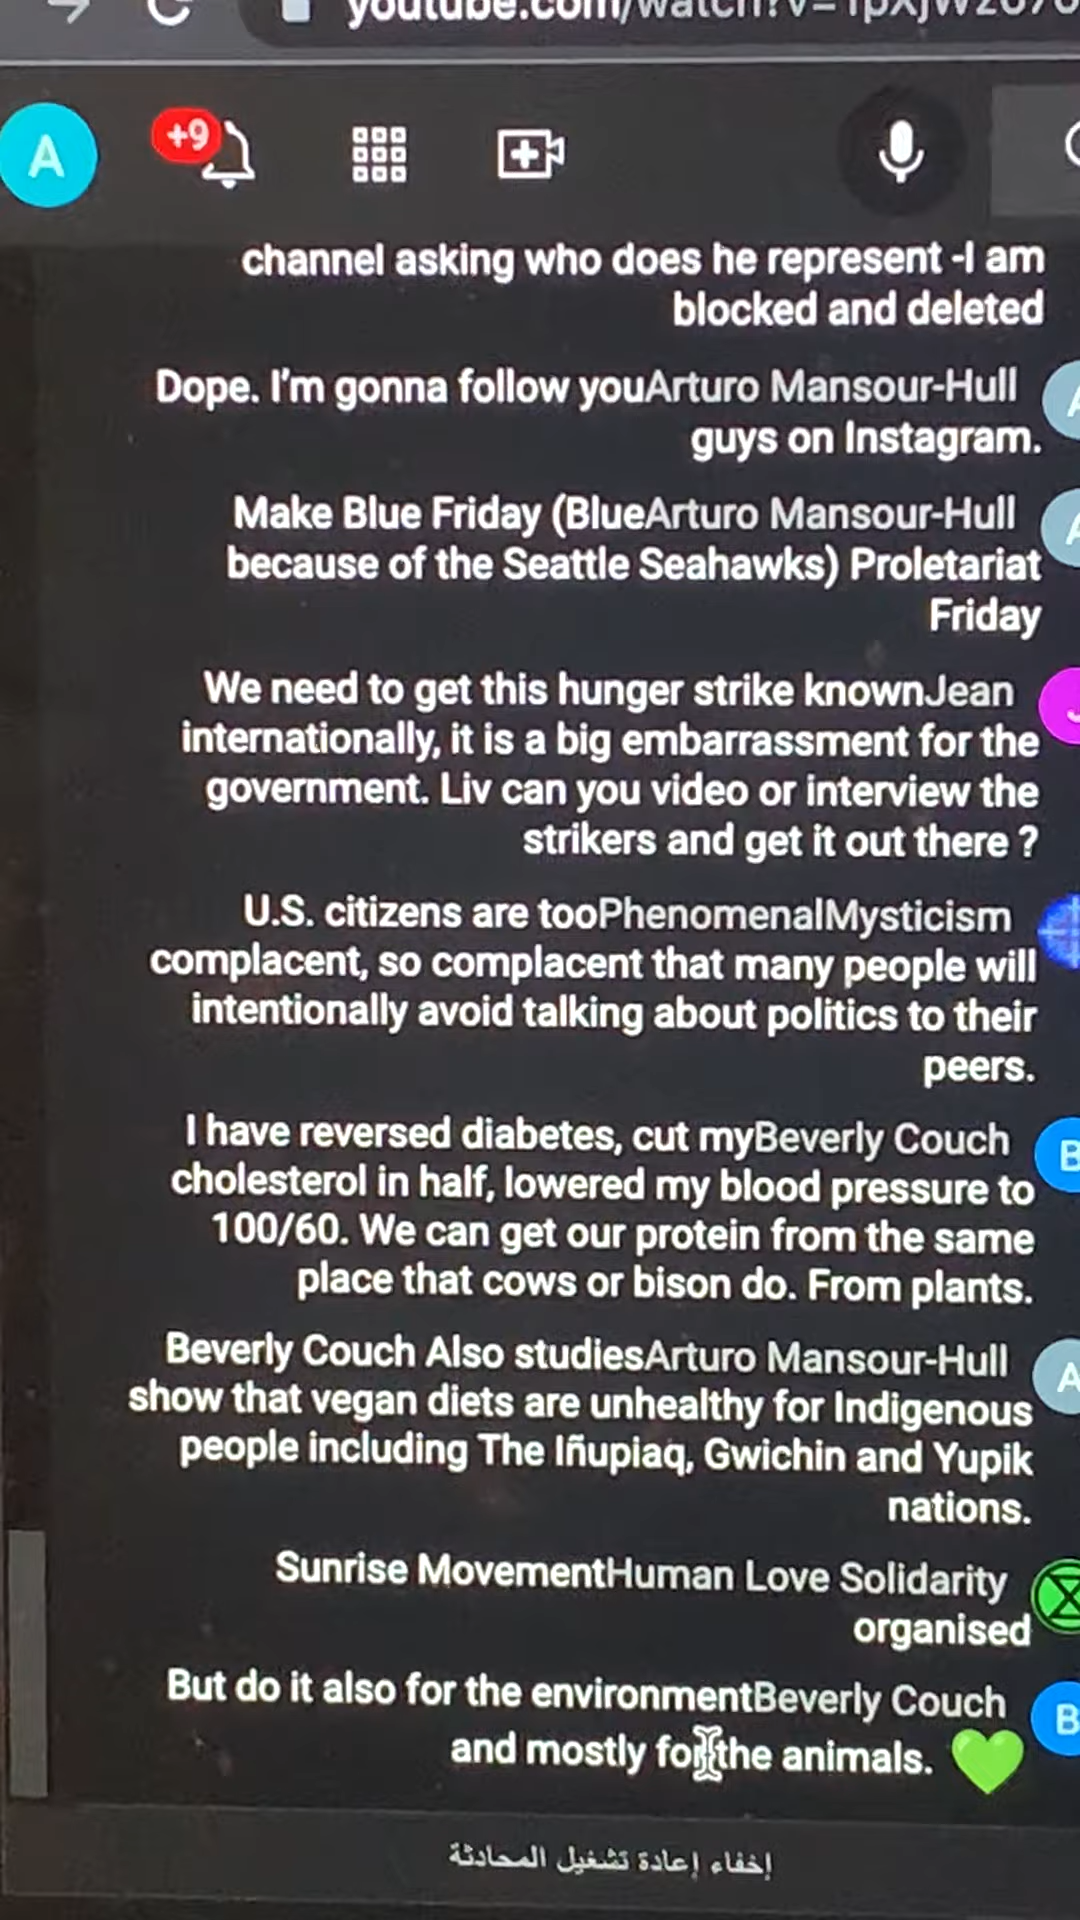 A
+9
channel asking who does he represent -I am
blocked and deleted
Dope. I'm gonna follow youArturo Mansour-Hull
guys on Instagram.
Make Blue Friday (BlueArturo Mansour-Hull
because of the Seattle Seahawks) Proletariat
Friday
We need to get this hunger strike knownJean
internationally, it is a big embarrassment for the
government. Liv can you video or interview the
strikers and get it out there ?
U.S. citizens are tooPhenomenalMysticism
complacent, so complacent that many people will
intentionally avoid talking about politics to their
peers.
I have reversed diabetes, cut myBeverly Couch
B
cholesterol in half, lowered my blood pressure to
100/60. We can get our protein from the same
place that cows or bison do. From plants.
Beverly Couch Also studiesArturo Mansour-Hull
A
show that vegan diets are unhealthy for Indigenous
people including The Iñupiaq, Gwichin and Yupik
nations.
Sunrise MovementHuman Love Solidarity
organised
But do it also for the environmentBeverly Couch
B
and mostly for the animals.
إخفاء إعادة تشغيل المحادثة